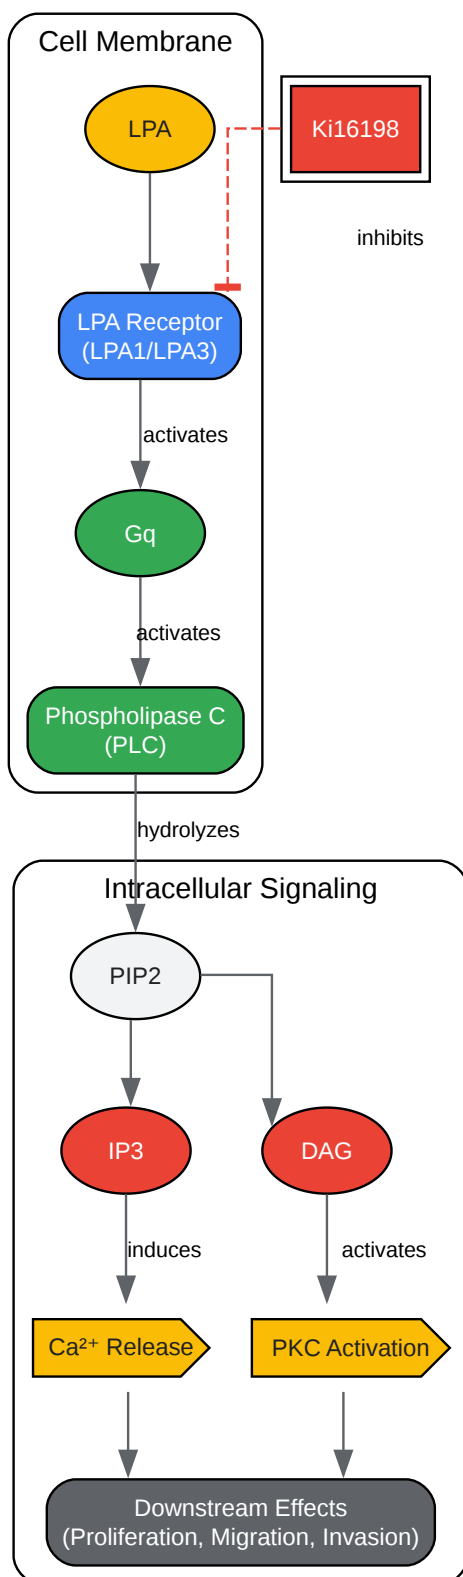 Cell Membrane
LPA
Ki16198
inhibits
LPA Receptor
(LPA1/LPA3)
activates
Gq
activates
Phospholipase C
(PLC)
hydrolyzes
Intracellular Signaling
PIP2
IP3
DAG
induces
activates
Ca²⁺ Release
PKC Activation
Downstream Effects
(Proliferation, Migration, Invasion)